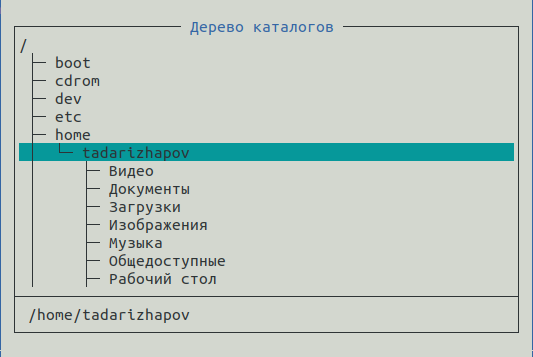 Дерево каталогов
/
boot
cdrom
dev
etc
home
tadarizhapov
Видео
Документы
Загрузки
Изображения
Музыка
Общедоступные
Рабочий стол
/home/tadarizhapov